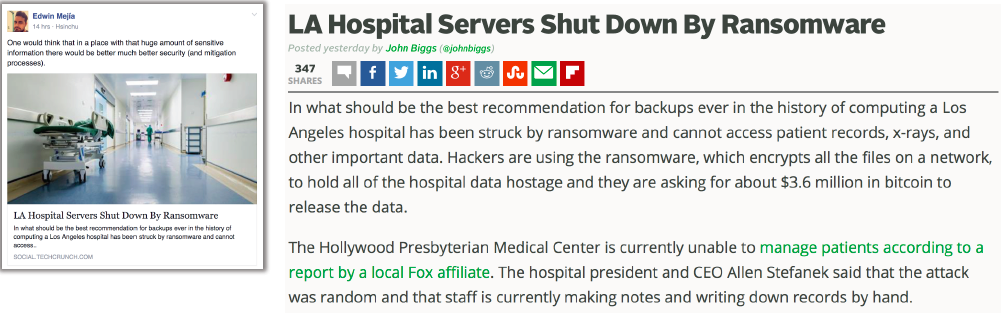 Edwin Mejía
14 hrs · Hsinchu
One would think that in a place with that huge amount of sensitive
information there would be better much better security (and mitigation
processes).
LA Hospital Servers Shut Down By Ransomware
In what should be the best recommendation for backups ever in the history of
computing a Los Angeles hospital has been struck by ransomware and cannot
access..
SOCIAL.TECHCRUNCH.COM
LA Hospital Servers Shut Down By Ransomware
Posted yesterday by John Biggs (@johnbiggs)
347
SHARES
In what should be the best recommendation for backups ever in the history of computing a Los
Angeles hospital has been struck by ransomware and cannot access patient records, x-rays, and
other important data. Hackers are using the ransomware, which encrypts all the files on a network,
to hold all of the hospital data hostage and they are asking for about $3.6 million in bitcoin to
release the data.
The Hollywood Presbyterian Medical Center is currently unable to manage patients according to a
report by a local Fox affiliate. The hospital president and CEO Allen Stefanek said that the attack
was random and that staff is currently making notes and writing down records by hand.